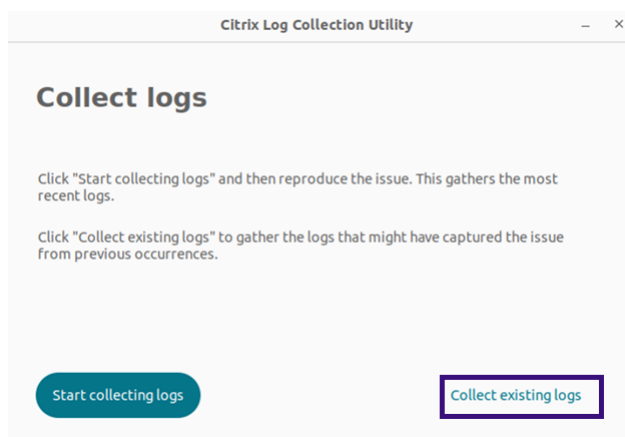 Citrix Log Collection Utility
Collect logs
Click "Start collecting logs" and then reproduce the issue. This gathers the most
recent logs.
Click "Collect existing logs" to gather the logs that might have captured the issue
from previous occurrences.
Start collecting logs
Collect existing logs